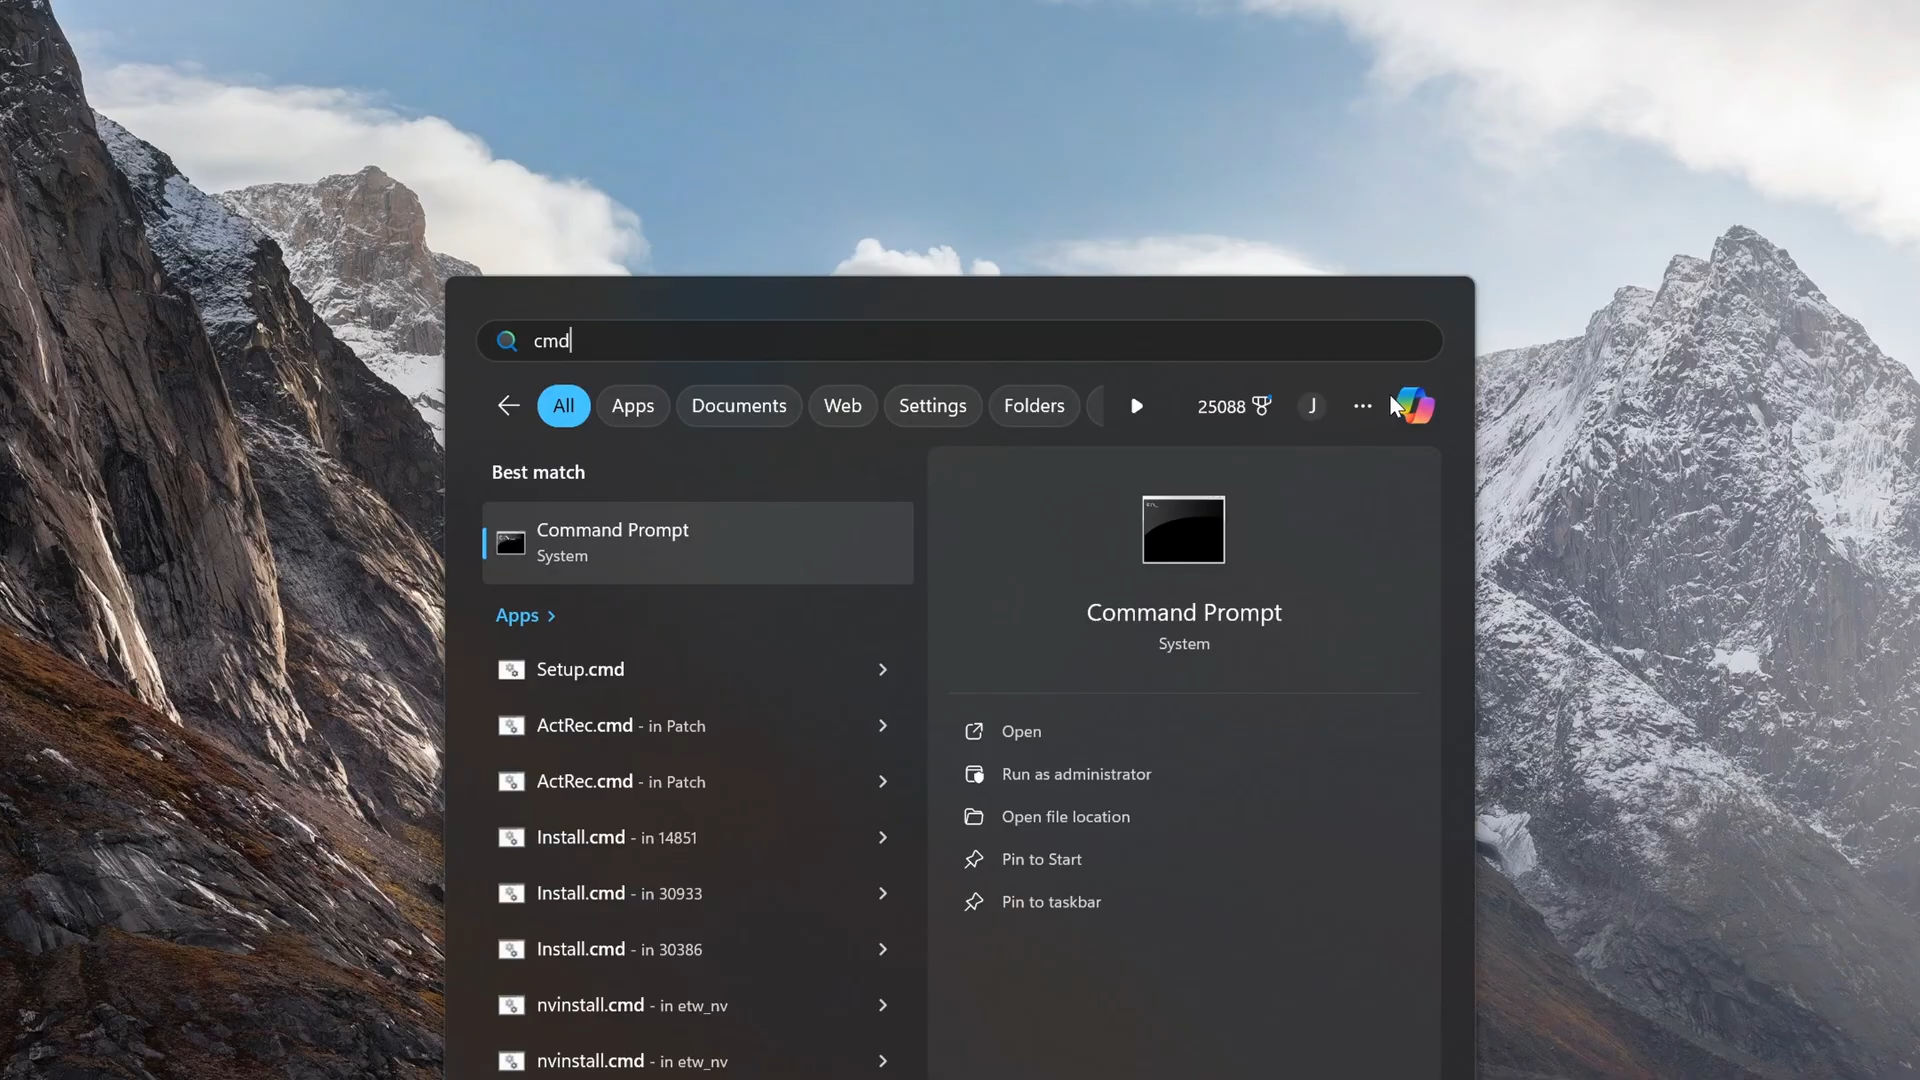 cmd
All
Apps
Documents
Web
Settings
Folders
25088
J
Best match
Command Prompt
System
Apps
Setup.cmd
ActRec.cmd - in Patch
ActRec.cmd - in Patch
Install.cmd - in 14851
Install.cmd - in 30933
Install.cmd - in 30386
nvinstall.cmd - in etw_nv
nvinstall.cmd - in etw_nv
Command Prompt
System
Open
Run as administrator
Open file location
Pin to Start
Pin to taskbar